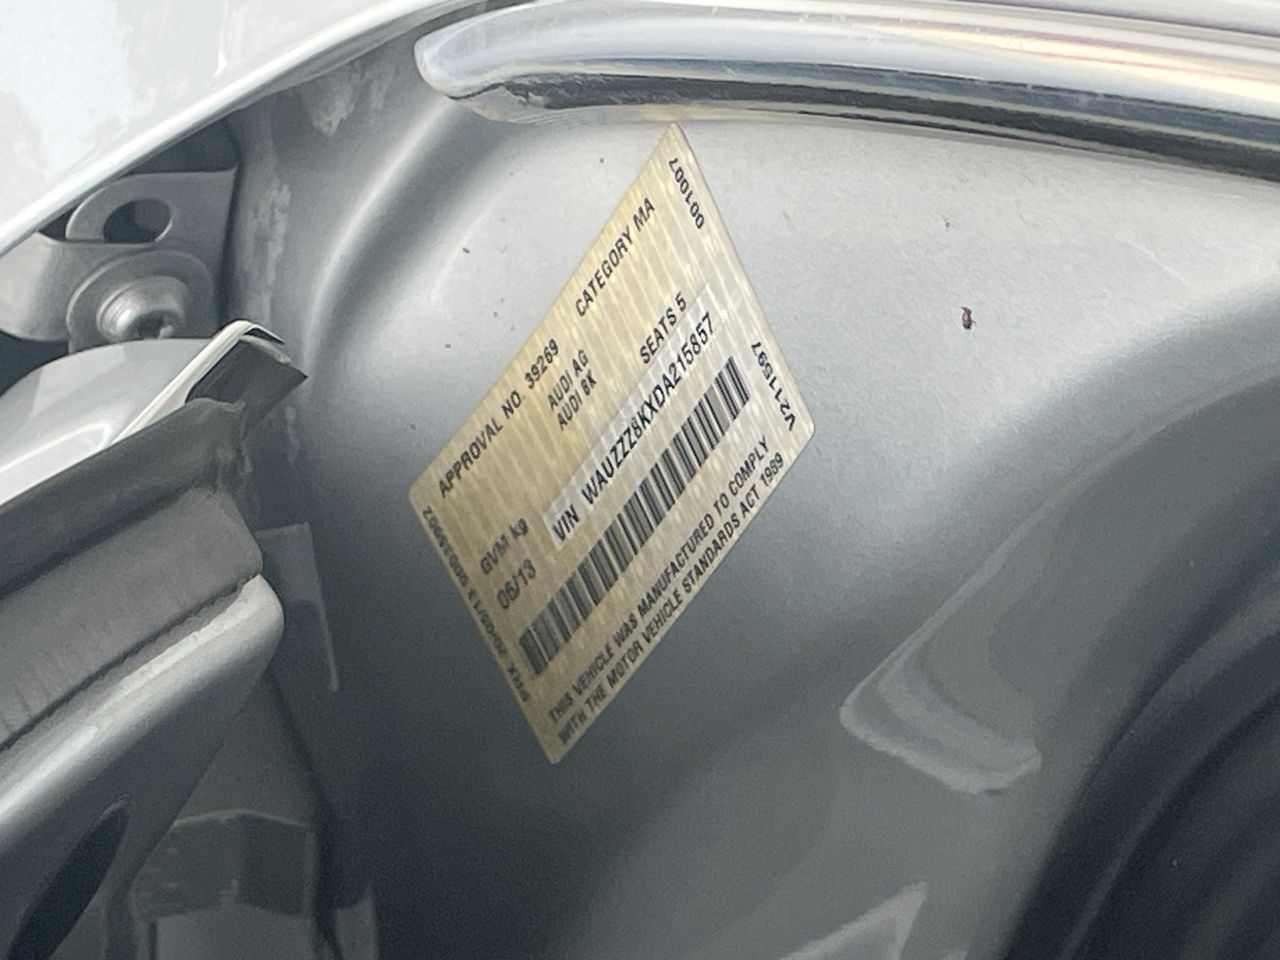 001007
APPROVAL NO. 39269 CATEGORY MA
AUDI AG
AUDI 8K SEATS 5
GVM kg
06/13
VIN WAUZZZ8KXDA215857
V211597
THIS VEHICLE WAS MANUFACTURED TO COMPLY
WITH THE MOTOR VEHICLE STANDARDS ACT 1989